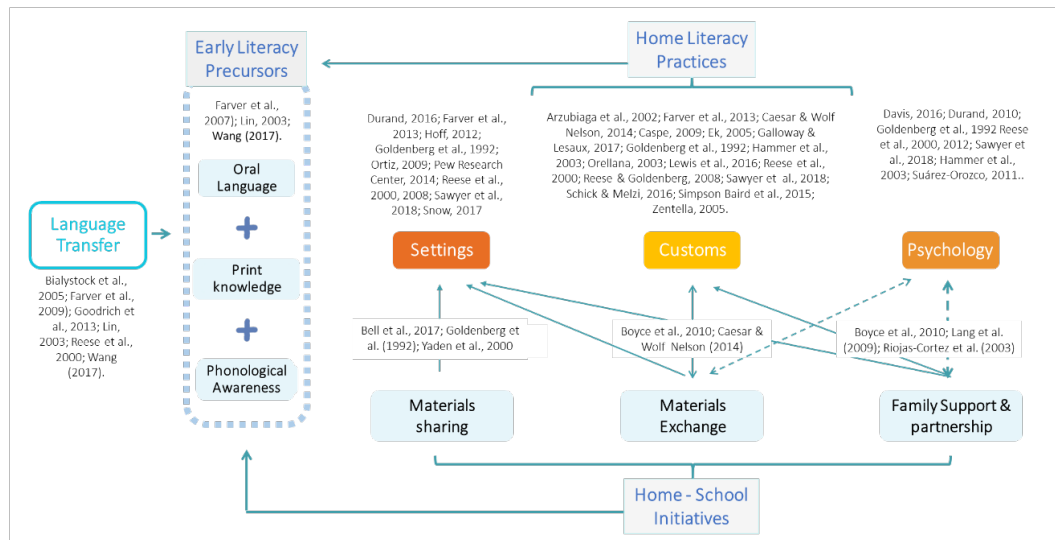 Early Literacy
Precursors
Farver et al.,
2007); Lin, 2003;
Wang (2017).
Oral
Language
Print
knowledge
Phonological
Awareness
Language
Transfer
Bialystock et al.,
2005; Farver et al.,
2009); Goodrich et
al., 2013; Lin,
2003; Reese et al.,
2000; Wang
(2017).
Home Literacy
Practices
Durand, 2016; Farver et al.,
2013; Hoff, 2012;
Goldenberg et al., 1992;
Ortiz, 2009; Pew Research
Center, 2014; Reese et al.,
2000, 2008; Sawyer et al.,
2018; Snow, 2017
Settings
Arzubiaga et al., 2002; Farver et al., 2013; Caesar & Wolf
Nelson, 2014; Caspe, 2009; Ek, 2005; Galloway &
Lesaux, 2017; Goldenberg et al., 1992; Hammer et al.,
2003; Orellana, 2003; Lewis et al., 2016; Reese et al.,
2000; Reese & Goldenberg, 2008; Sawyer et al., 2018;
Schick & Melzi, 2016; Simpson Baird et al., 2015;
Zentella, 2005.
Customs
Davis, 2016; Durand, 2010;
Goldenberg et al., 1992 Reese
et al., 2000, 2012; Sawyer et
al., 2018; Hammer et al.,
2003; Suárez-Orozco, 2011..
Psychology
Bell et al., 2017; Goldenberg et
al. (1992); Yaden et al., 2000
Boyce et al., 2010; Caesar &
Wolf Nelson (2014)
Boyce et al., 2010; Lang et al.
(2009); Riojas-Cortez et al. (2003)
Materials
sharing
Materials
Exchange
Family Support &
partnership
Home - School
Initiatives